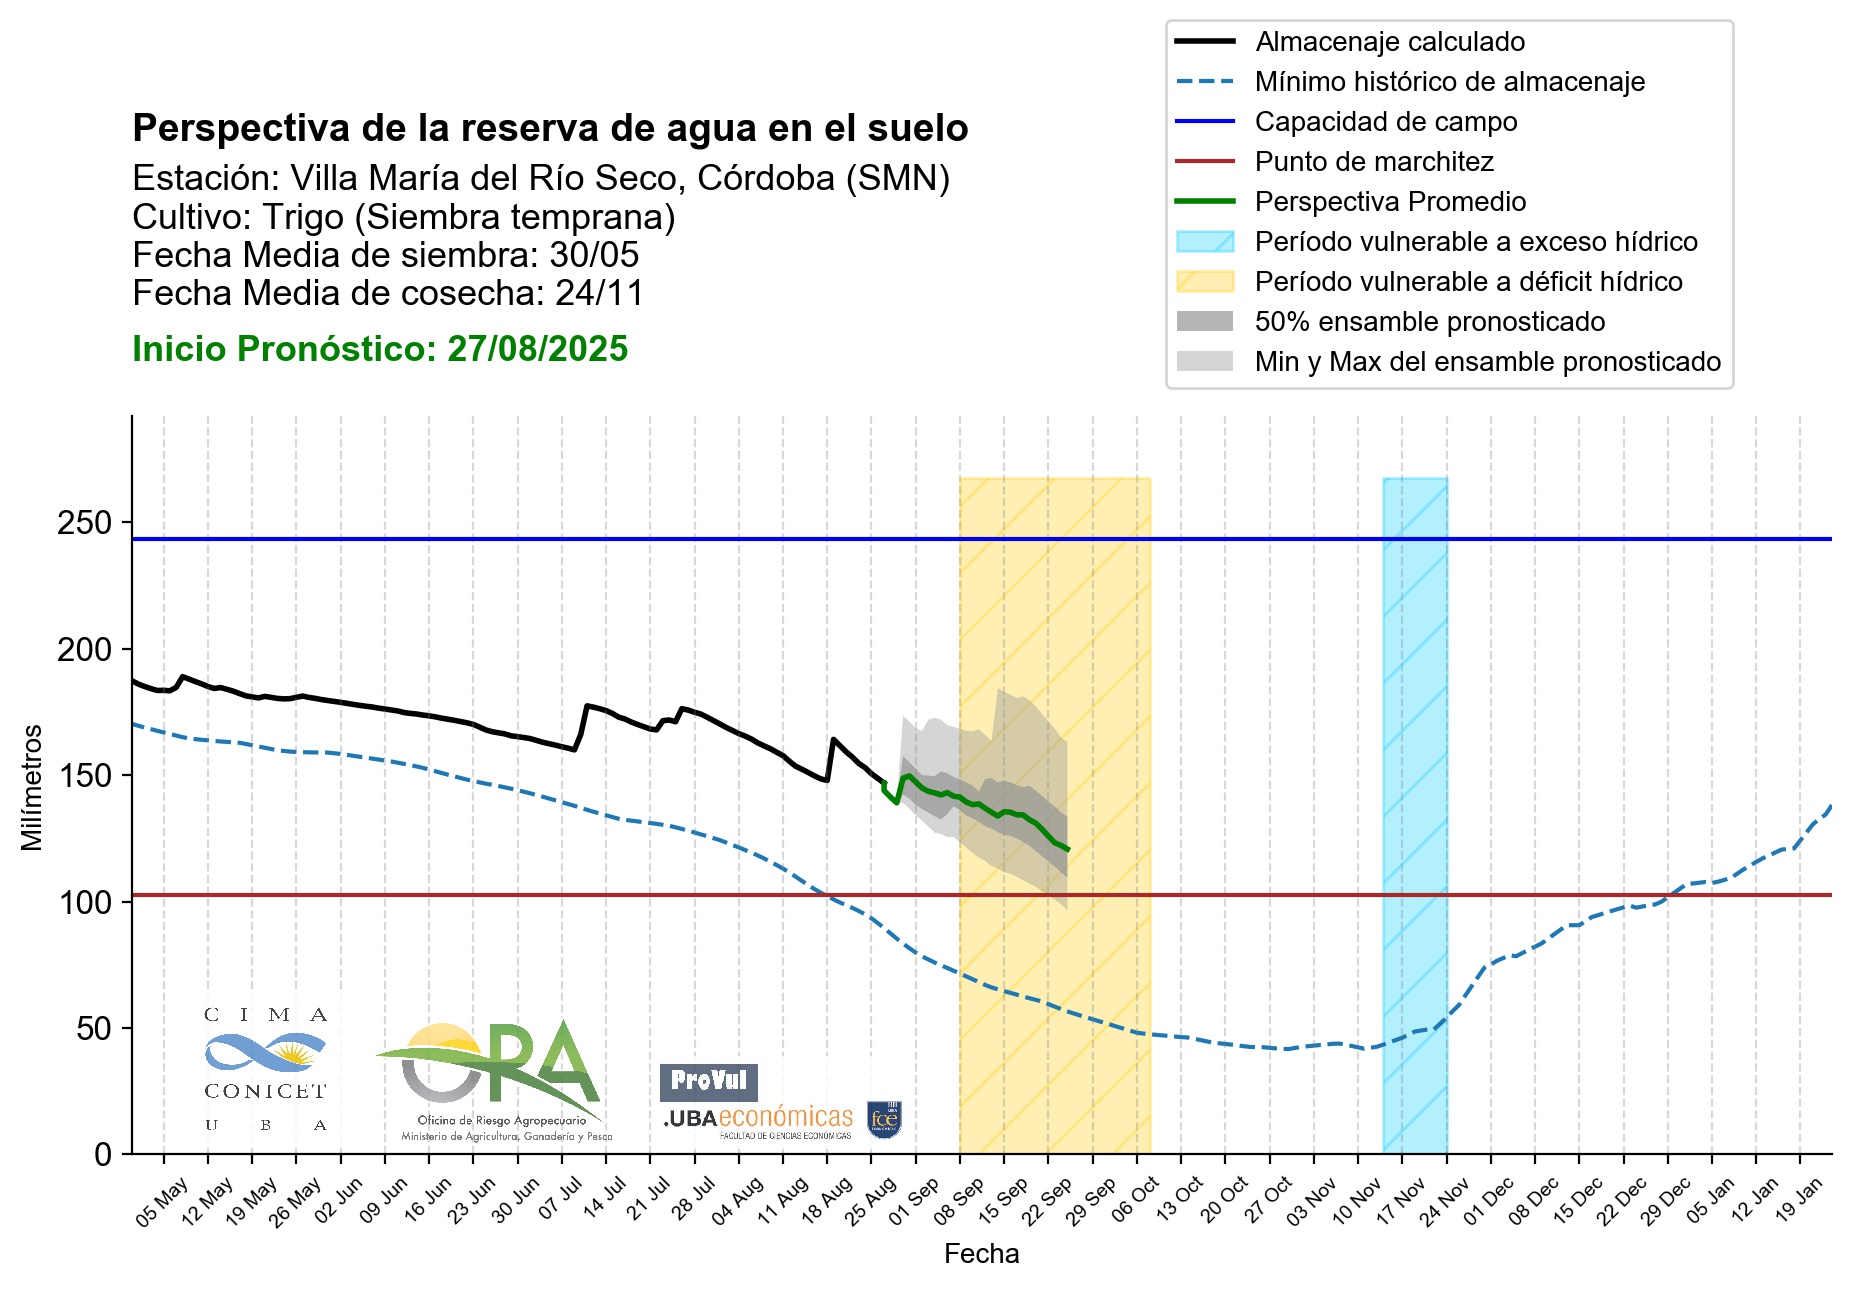 Almacenaje calculado
Mínimo histórico de almacenaje
Capacidad de campo
Punto de marchitez
Perspectiva Promedio
Período vulnerable a exceso hídrico
Período vulnerable a déficit hídrico
50% ensamble pronosticado
Min y Max del ensamble pronosticado
Perspectiva de la reserva de agua en el suelo
Estación: Villa María del Río Seco, Córdoba (SMN)
Cultivo: Trigo (Siembra temprana)
Fecha Media de siembra: 30/05
Fecha Media de cosecha: 24/11
Inicio Pronóstico: 27/08/2025
Milímetros
250
200
150
100
50
0
CIMA
CONICET
UBA
ORA
Oficina de Riesgo Agropecuario
Ministerio de Agricultura, Ganadería y Pesca
ProVul
.UBAeconómicas
FACULTAD DE CIENCIAS ECONÓMICAS
UBA
fce
ECONÓMICAS
05 May
12 May
19 May
26 May
02 Jun
09 Jun
16 Jun
23 Jun
30 Jun
07 Jul
14 Jul
21 Jul
28 Jul
04 Aug
11 Aug
18 Aug
25 Aug
01 Sep
08 Sep
15 Sep
22 Sep
29 Sep
06 Oct
13 Oct
20 Oct
27 Oct
03 Nov
10 Nov
17 Nov
24 Nov
01 Dec
08 Dec
15 Dec
22 Dec
29 Dec
05 Jan
12 Jan
19 Jan
Fecha